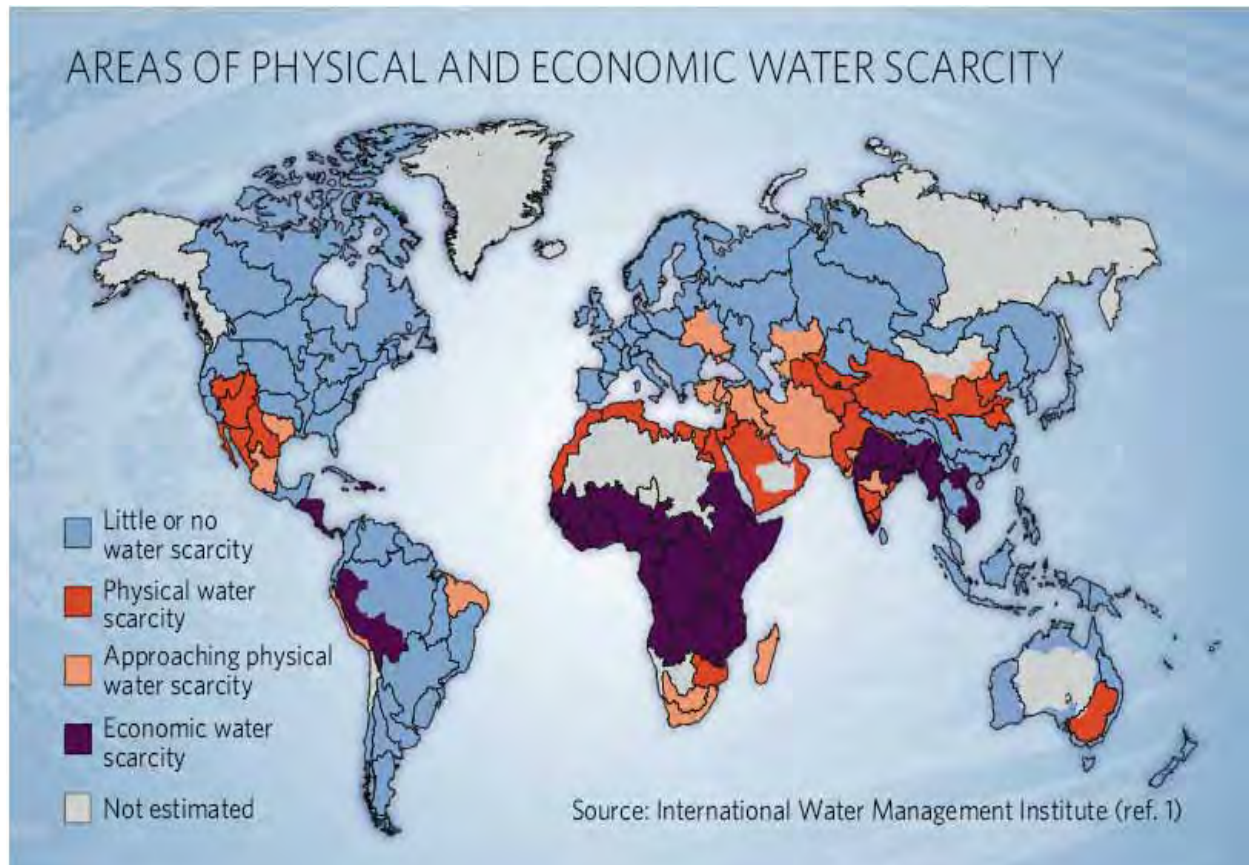 AREAS OF PHYSICAL AND ECONOMIC WATER SCARCITY
Little or no
water scarcity
Physical water
scarcity
Approaching physical
water scarcity
Economic water
scarcity
Not estimated
Source: International Water Management Institute (ref. 1)